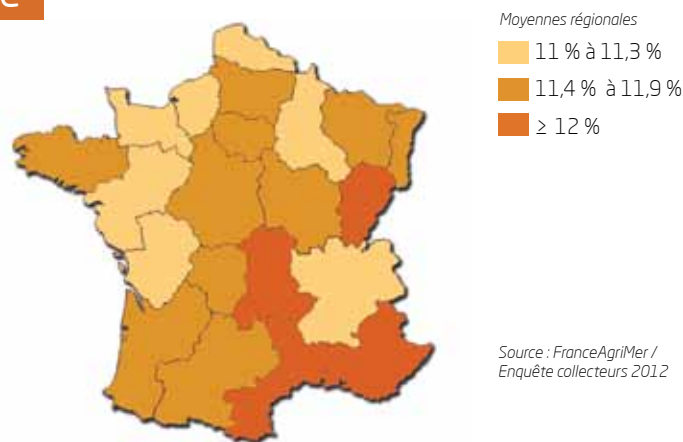 e
Moyennes régionales
11 % à 11,3 %
11,4 % à 11,9 %
≥ 12 %
Source : FranceAgriMer /
Enquête collecteurs 2012